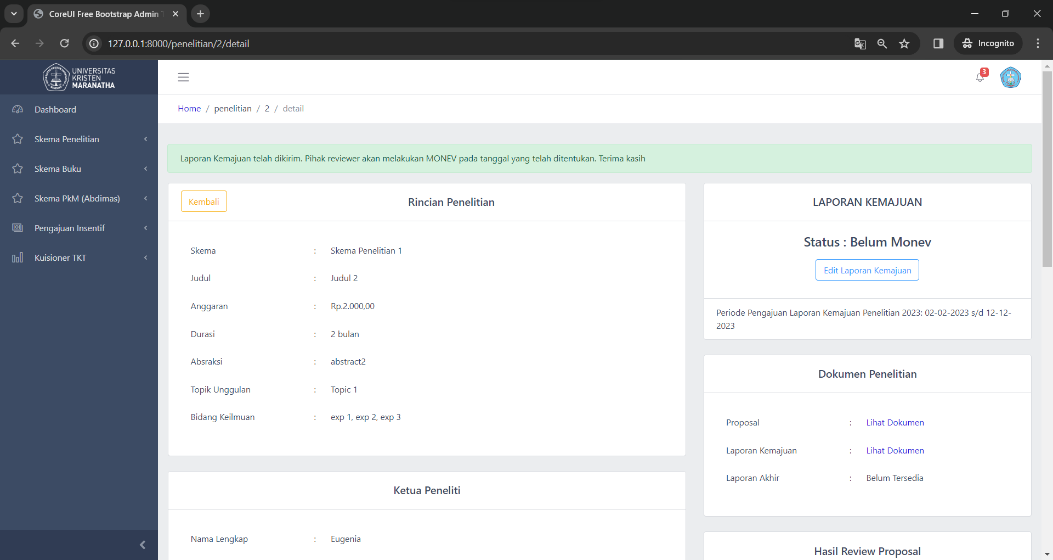 CoreUI Free Bootstrap Admin
127.0.0.1:8000/penelitian/2/detail
Incognito
UNIVERSITAS
KRISTEN
MARANATHA
3
Dashboard
Skema Penelitian
Skema Buku
Skema PkM (Abdimas)
Pengajuan Insentif
Kuisioner TKT
Home / penelitian / 2 / detail
Laporan Kemajuan telah dikirim. Pihak reviewer akan melakukan MONEV pada tanggal yang telah ditentukan. Terima kasih
Kembali
Rincian Penelitian
Skema : Skema Penelitian 1
Judul : Judul 2
Anggaran : Rp.2.000,00
Durasi : 2 bulan
Absraksi : abstract2
Topik Unggulan : Topic 1
Bidang Keilmuan : exp 1, exp 2, exp 3
Ketua Peneliti
Nama Lengkap : Eugenia
LAPORAN KEMAJUAN
Status : Belum Monev
Edit Laporan Kemajuan
Periode Pengajuan Laporan Kemajuan Penelitian 2023: 02-02-2023 s/d 12-12-
2023
Dokumen Penelitian
Proposal : Lihat Dokumen
Laporan Kemajuan : Lihat Dokumen
Laporan Akhir : Belum Tersedia
Hasil Review Proposal